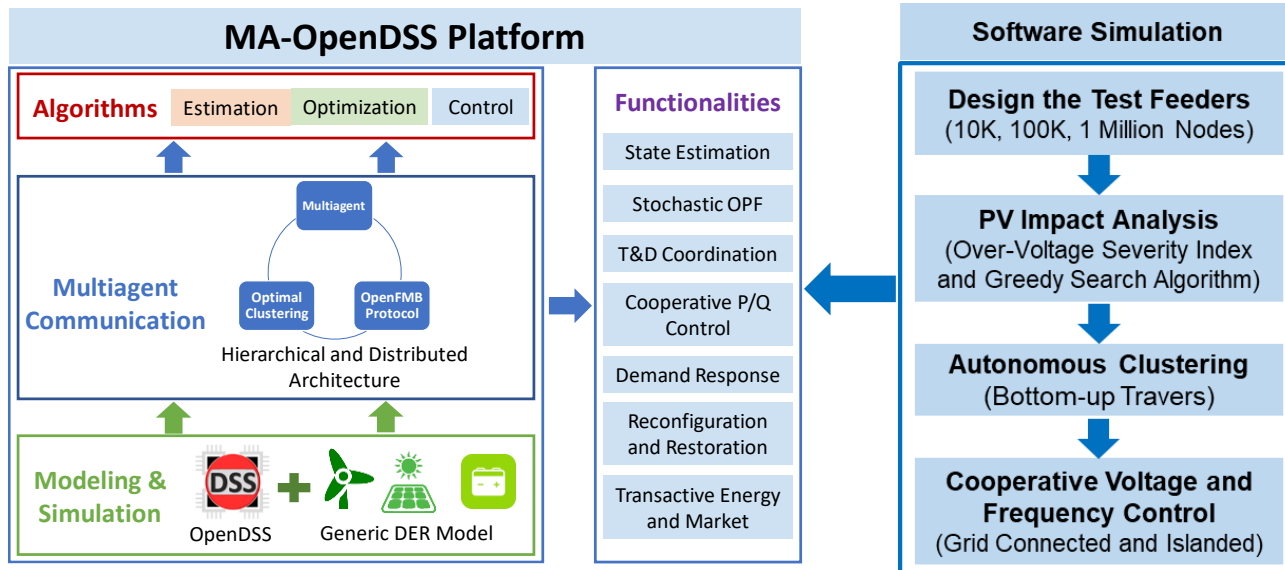 MA-OpenDSS Platform
Algorithms
Estimation
Optimization
Control
Multiagent
Communication
Multiagent
Optimal
Clustering
OpenFMB
Protocol
Hierarchical and Distributed
Architecture
Modeling &
Simulation
DSS
OpenDSS
Generic DER Model
Functionalities
State Estimation
Stochastic OPF
T&D Coordination
Cooperative P/Q
Control
Demand Response
Reconfiguration
and Restoration
Transactive Energy
and Market
Software Simulation
Design the Test Feeders
(10K, 100K, 1 Million Nodes)
PV Impact Analysis
(Over-Voltage Severity Index
and Greedy Search Algorithm)
Autonomous Clustering
(Bottom-up Travers)
Cooperative Voltage and
Frequency Control
(Grid Connected and Islanded)